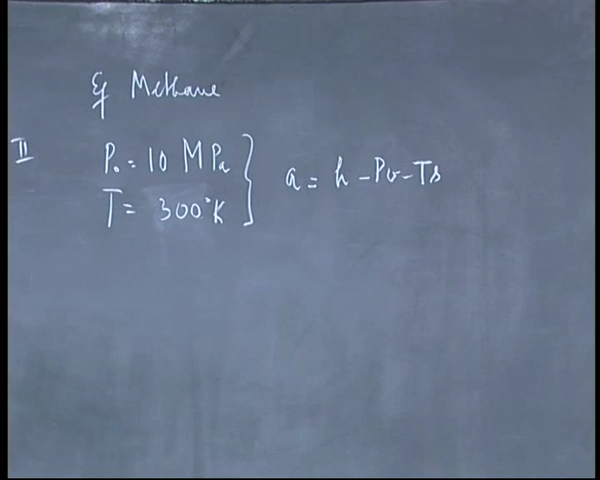 Eg Methane
II P₀ = 10 MPa } a = h - Pv - Ts
T = 300°K